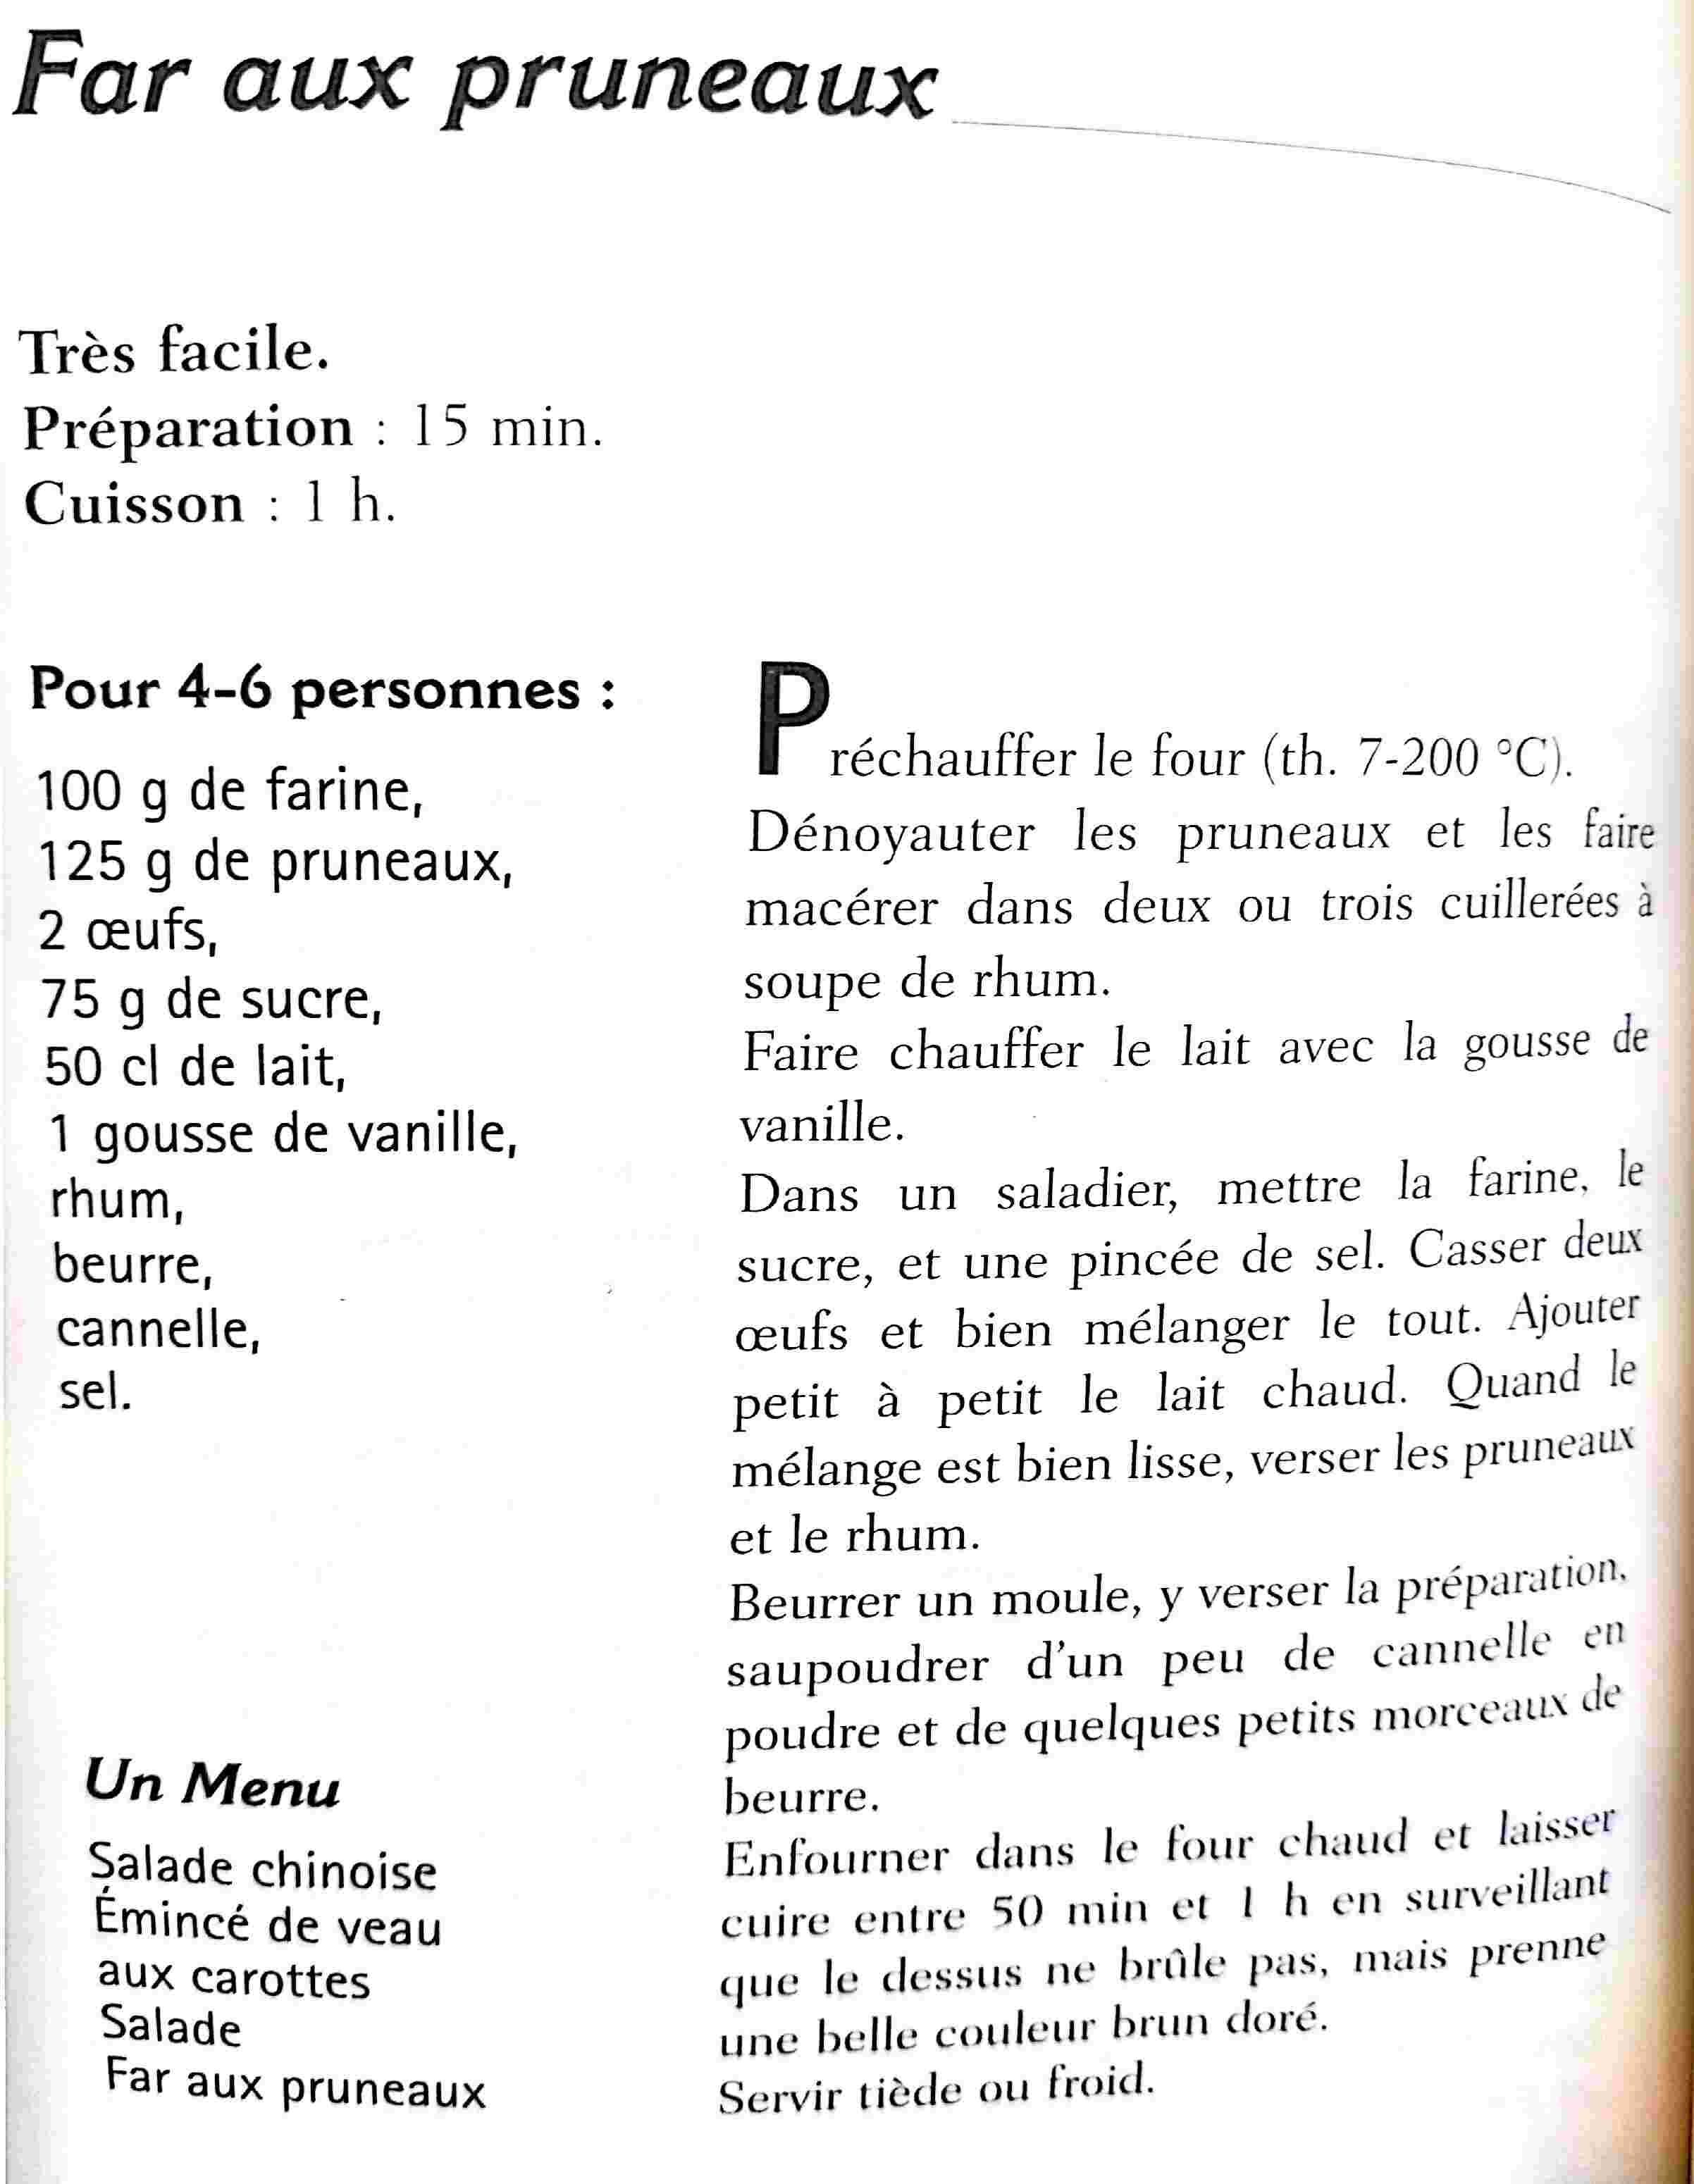 Far aux pruneaux
Très facile.
Préparation : 15 min.
Cuisson : 1 h.
Pour 4-6 personnes :
100 g de farine,
125 g de pruneaux,
2 œufs,
75 g de sucre,
50 cl de lait,
1 gousse de vanille,
rhum,
beurre,
cannelle,
sel.
Un Menu
Salade chinoise
Émincé de veau
aux carottes
Salade
Far aux pruneaux
Préchauffer le four (th. 7-200 °C).
Dénoyauter les pruneaux et les faire
macérer dans deux ou trois cuillerées à
soupe de rhum.
Faire chauffer le lait avec la gousse de
vanille.
Dans un saladier, mettre la farine, le
sucre, et une pincée de sel. Casser deux
œufs et bien mélanger le tout. Ajouter
petit à petit le lait chaud. Quand le
mélange est bien lisse, verser les pruneaux
et le rhum.
Beurrer un moule, y verser la préparation,
saupoudrer d'un peu de cannelle en
poudre et de quelques petits morceaux de
beurre.
Enfourner dans le four chaud et laisser
cuire entre 50 min et 1 h en surveillant
que le dessus ne brûle pas, mais prenne
une belle couleur brun doré.
Servir tiède ou froid.